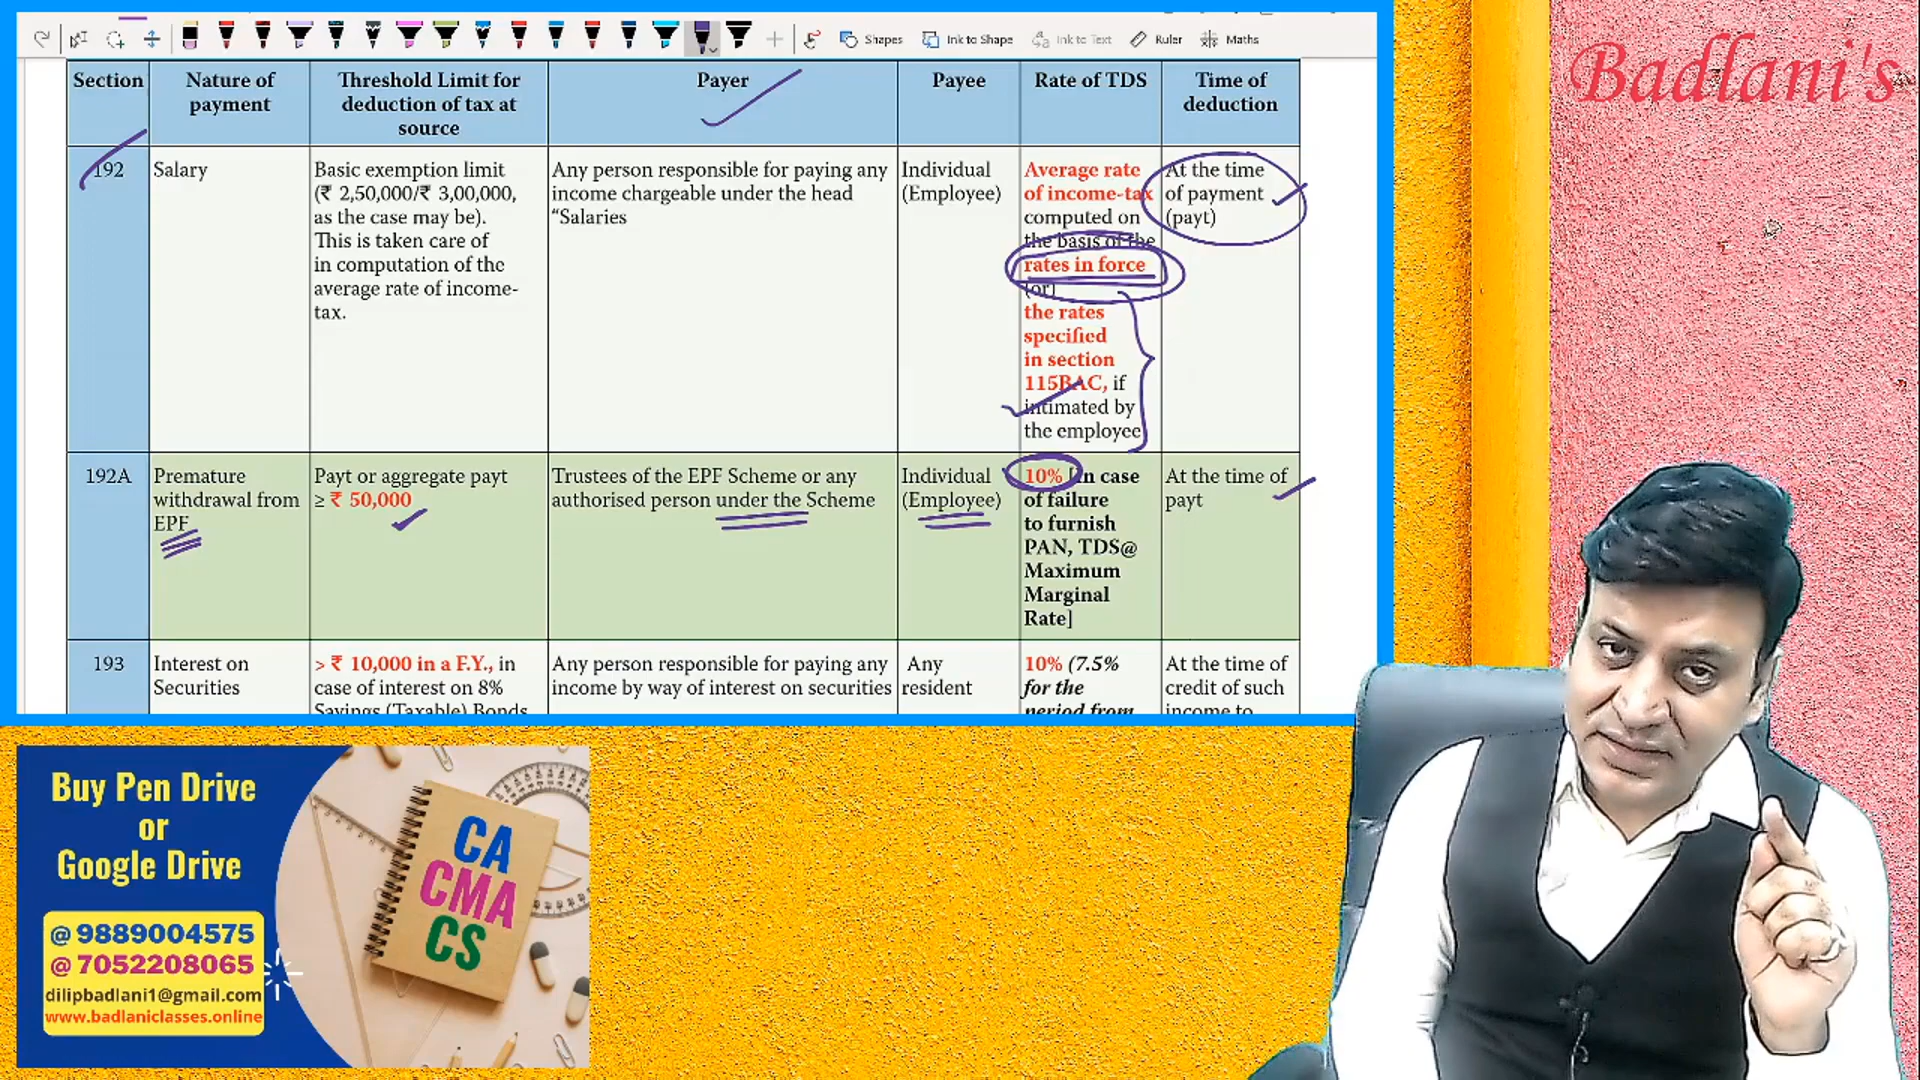 Badlani's
Shapes
Ink to Shape
Ink to Text
Ruler
Maths
Section
Nature of
payment
Threshold Limit for
deduction of tax at
source
Payer
Payee
Rate of TDS
Time of
deduction
192
Salary
Basic exemption limit
(₹ 2,50,000/₹ 3,00,000,
as the case may be).
This is taken care of
in computation of the
average rate of income-
tax.
Any person responsible for paying any
income chargeable under the head
“Salaries
Individual
(Employee)
Average rate
of income-tax
computed on
the basis of the
rates in force
(or)
the rates
specified
in section
115BAC, if
intimated by
the employee
At the time
of payment
(payt)
192A
Premature
withdrawal from
EPF
Payt or aggregate payt
≥ ₹ 50,000
Trustees of the EPF Scheme or any
authorised person under the Scheme
Individual
(Employee)
10% [In case
of failure
to furnish
PAN, TDS@
Maximum
Marginal
Rate]
At the time of
payt
193
Interest on
Securities
> ₹ 10,000 in a F.Y., in
case of interest on 8%
Savings (Taxable) Bonds
Any person responsible for paying any
income by way of interest on securities
Any
resident
10% (7.5%
for the
period from
At the time of
credit of such
income to
Buy Pen Drive
or
Google Drive
@ 9889004575
@ 7052208065
dilipbadlani1@gmail.com
www.badlaniclasses.online
CA
CMA
CS